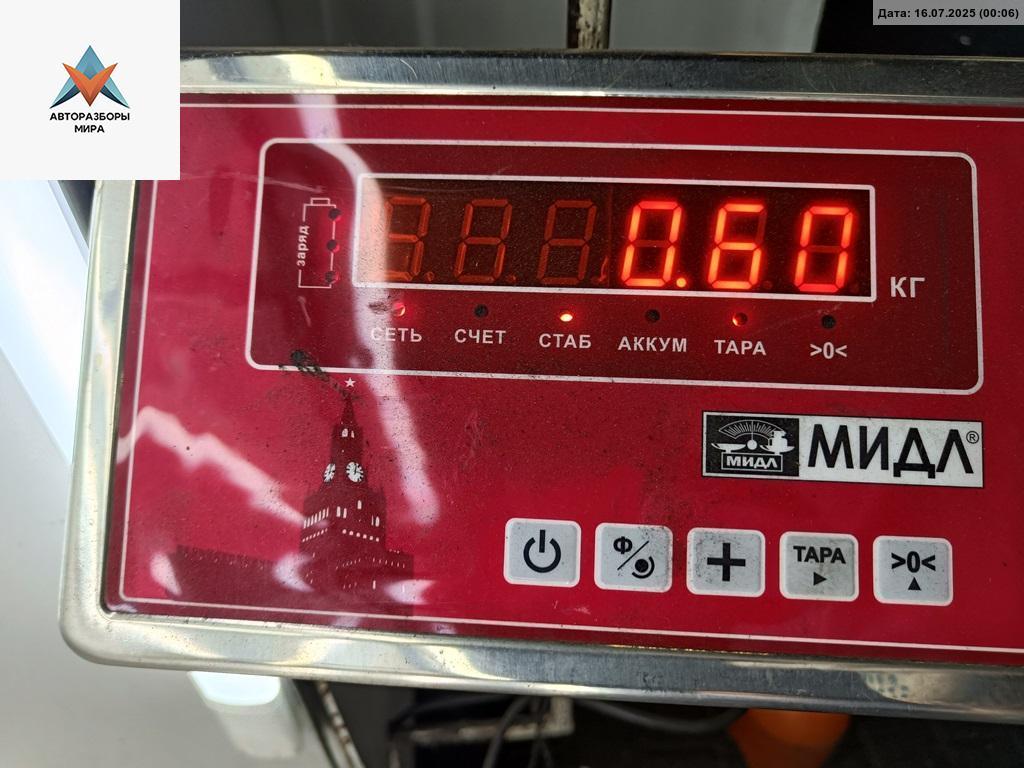 Дата: 16.07.2025 (00:06)
АВТОРАЗБОРЫ
МИРА
заряд
0.60
КГ
СЕТЬ СЧЕТ СТАБ АККУМ ТАРА >0<
МИДЛ
МИДЛ®
Ф
ТАРА
>0<